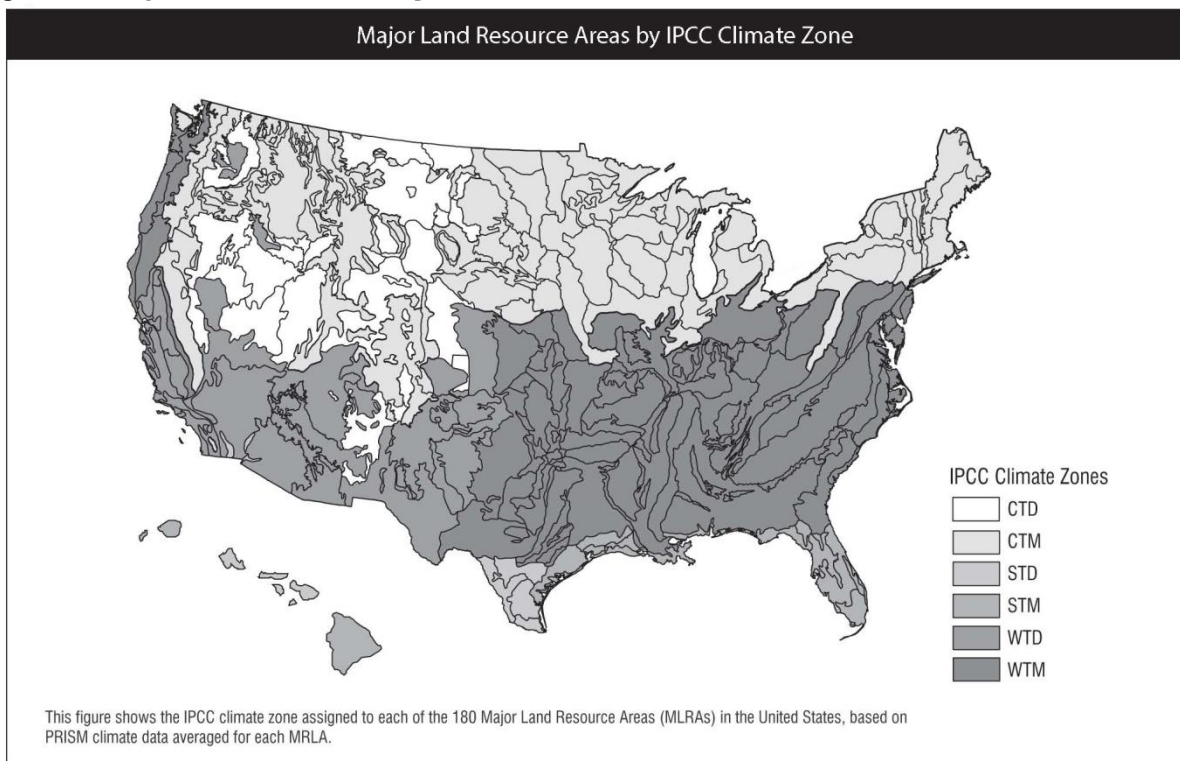 Major Land Resource Areas by IPCC Climate Zone
IPCC Climate Zones
CTD
CTM
STD
STM
WTD
WTM
This figure shows the IPCC climate zone assigned to each of the 180 Major Land Resource Areas (MLRAs) in the United States, based on
PRISM climate data averaged for each MRLA.